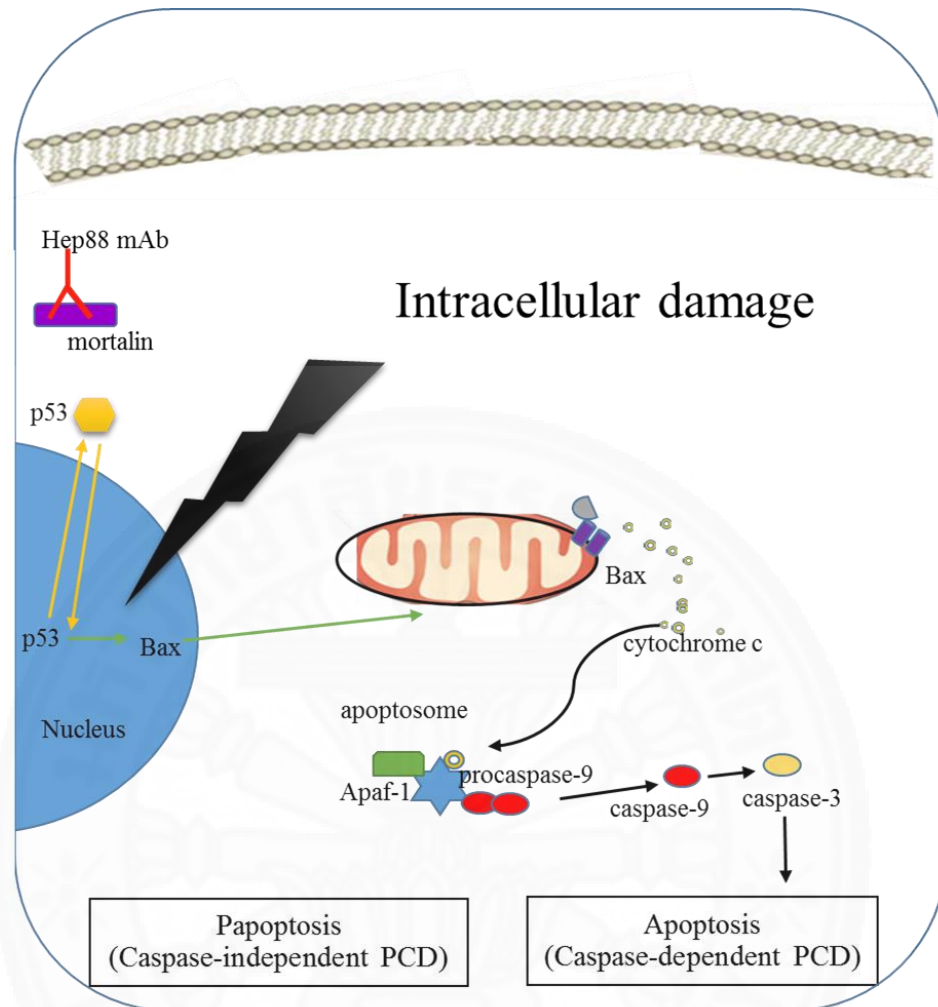 Hep88 mAb
Intracellular damage
mortalin
p53
Bax
p53
Bax
cytochrome c
Nucleus
apoptosome
procaspase-9
Apaf-1
caspase-9
caspase-3
Papoptosis
(Caspase-independent PCD)
Apoptosis
(Caspase-dependent PCD)